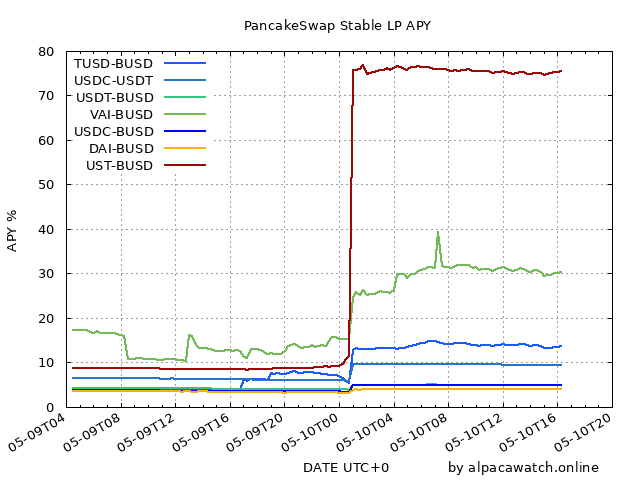 PancakeSwap Stable LP APY
80
70
60
50
40
30
20
10
0
APY %
TUSD-BUSD
USDC-USDT
USDT-BUSD
VAI-BUSD
USDC-BUSD
DAI-BUSD
UST-BUSD
05-09T04
05-09T08
05-09T12
05-09T16
05-09T20
05-10T00
05-10T04
05-10T08
05-10T12
05-10T16
05-10T20
DATE UTC+0
by alpacawatch.online